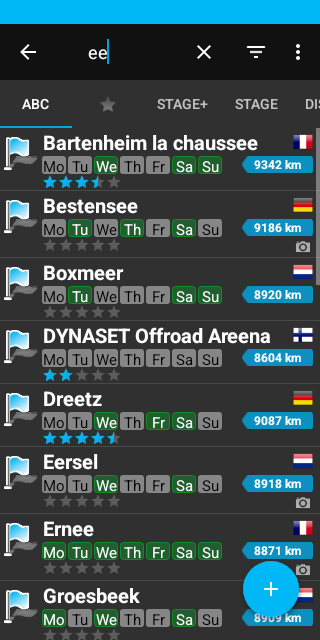 ee
ABC STAGE+ STAGE DI
Bartenheim la chaussee
Mo Tu We Th Fr Sa Su 9342 km
Bestensee
Mo Tu We Th Fr Sa Su 9186 km
Boxmeer
Mo Tu We Th Fr Sa Su 8920 km
DYNASET Offroad Areena
Mo Tu We Th Fr Sa Su 8604 km
Dreetz
Mo Tu We Th Fr Sa Su 9087 km
Eersel
Mo Tu We Th Fr Sa Su 8918 km
Ernee
Mo Tu We Th Fr Sa Su 8871 km
Groesbeek
Mo Tu We Th Fr Sa Su 8909 km